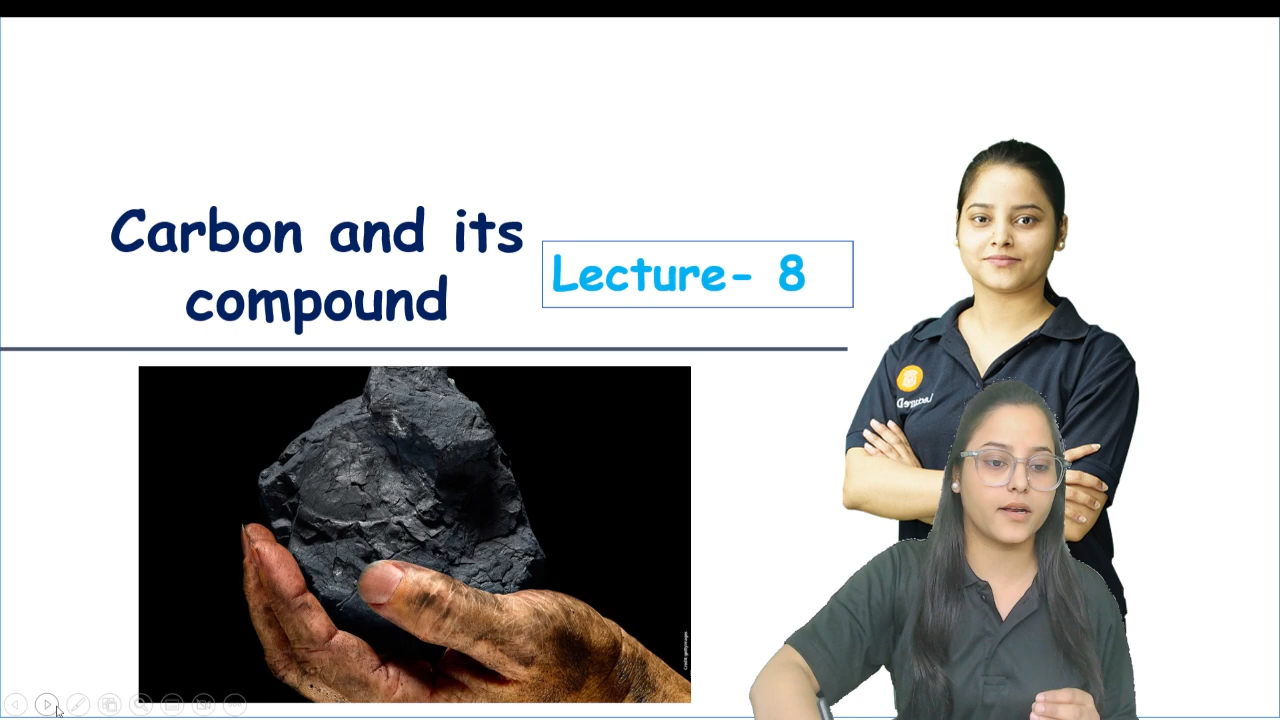 Carbon and its
compound
Lecture- 8